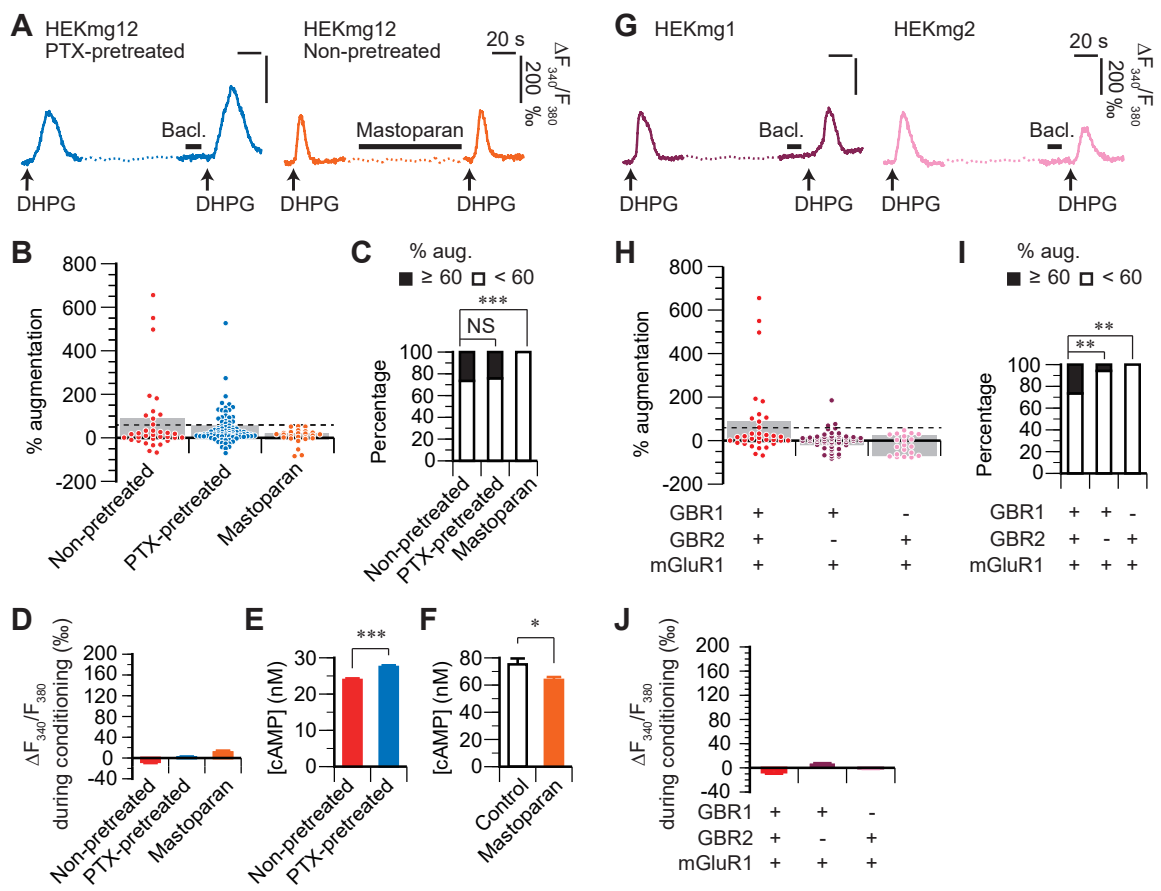 A
HEKmg12
PTX-pretreated
HEKmg12
Non-pretreated
20 s
200 ‰
ΔF340/F380
Bacl.
Mastoparan
DHPG
DHPG
DHPG
DHPG
B
% augmentation
800
600
400
200
0
-200
Non-pretreated
PTX-pretreated
Mastoparan
C
% aug.
≥ 60
< 60
***
NS
Percentage
100
80
60
40
20
0
Non-pretreated
PTX-pretreated
Mastoparan
D
ΔF340/F380
during conditioning (‰)
200
160
120
80
40
0
-40
Non-pretreated
PTX-pretreated
Mastoparan
E
[cAMP] (nM)
***
30
20
10
0
Non-pretreated
PTX-pretreated
F
[cAMP] (nM)
*
80
60
40
20
0
Control
Mastoparan
G
HEKmg1
HEKmg2
20 s
200 ‰
ΔF340/F380
Bacl.
Bacl.
DHPG
DHPG
DHPG
DHPG
H
% augmentation
800
600
400
200
0
-200
GBR1 + + -
GBR2 + - +
mGluR1 + + +
I
% aug.
≥ 60
< 60
**
**
Percentage
100
80
60
40
20
0
GBR1 + + -
GBR2 + - +
mGluR1 + + +
J
ΔF340/F380
during conditioning (‰)
200
160
120
80
40
0
-40
GBR1 + + -
GBR2 + - +
mGluR1 + + +